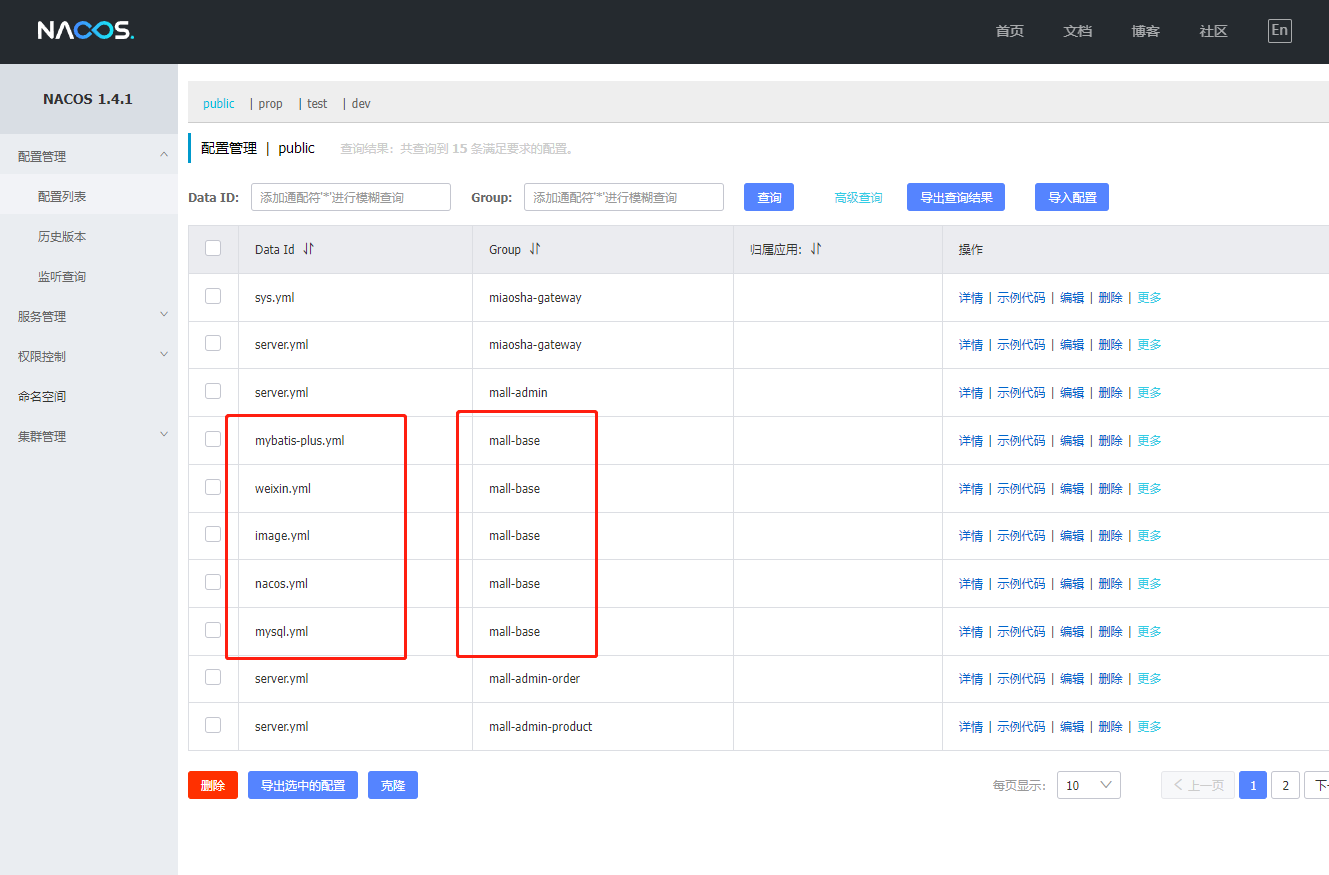 NACOS. 首页 文档 博客 社区 En
NACOS 1.4.1
配置管理
配置列表
历史版本
监听查询
服务管理
权限控制
命名空间
集群管理
public | prop | test | dev
配置管理 | public 查询结果：共查询到 15 条满足要求的配置。
Data ID: 添加通配符'*'进行模糊查询 Group: 添加通配符'*'进行模糊查询 查询 高级查询 导出查询结果 导入配置
Data Id Group 归属应用: 操作
sys.yml miaosha-gateway 详情 | 示例代码 | 编辑 | 删除 | 更多
server.yml miaosha-gateway 详情 | 示例代码 | 编辑 | 删除 | 更多
server.yml mall-admin 详情 | 示例代码 | 编辑 | 删除 | 更多
mybatis-plus.yml mall-base 详情 | 示例代码 | 编辑 | 删除 | 更多
weixin.yml mall-base 详情 | 示例代码 | 编辑 | 删除 | 更多
image.yml mall-base 详情 | 示例代码 | 编辑 | 删除 | 更多
nacos.yml mall-base 详情 | 示例代码 | 编辑 | 删除 | 更多
mysql.yml mall-base 详情 | 示例代码 | 编辑 | 删除 | 更多
server.yml mall-admin-order 详情 | 示例代码 | 编辑 | 删除 | 更多
server.yml mall-admin-product 详情 | 示例代码 | 编辑 | 删除 | 更多
删除 导出选中的配置 克隆 每页显示: 10 上一页 1 2 下